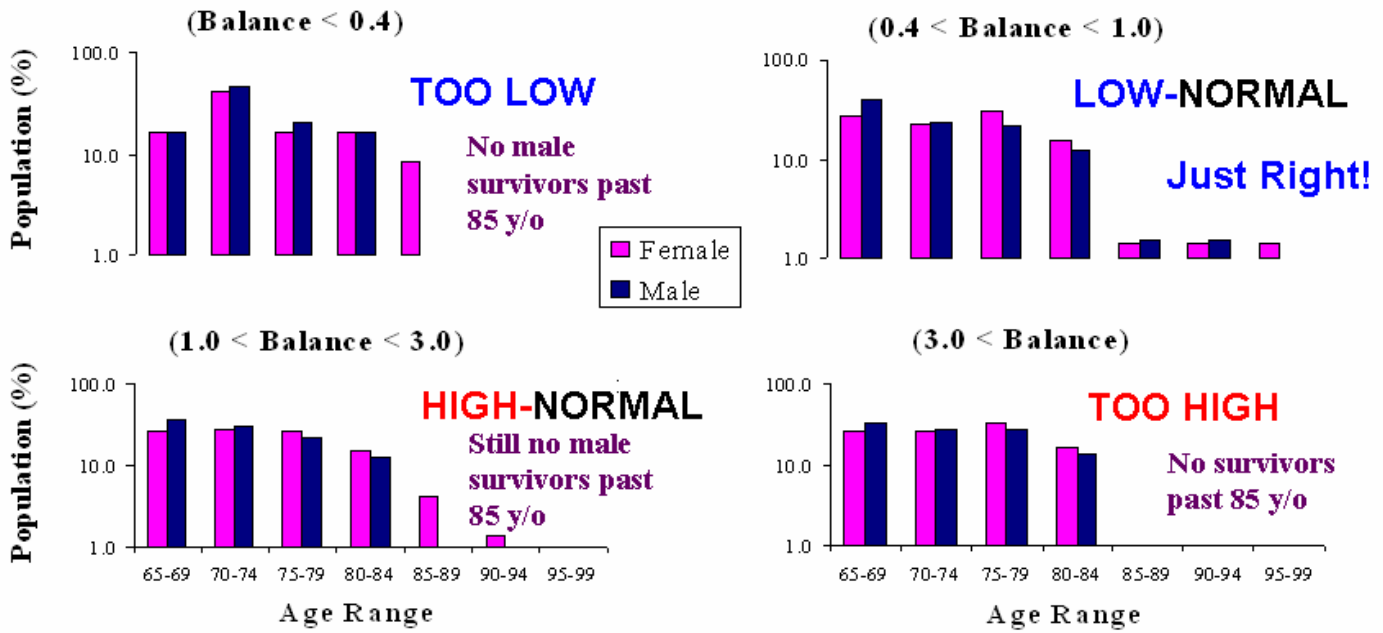 (Balance < 0.4)
Population (%)
100.0
10.0
1.0
TOO LOW
No male
survivors past
85 y/o
Female
Male
(0.4 < Balance < 1.0)
100.0
10.0
1.0
LOW-NORMAL
Just Right!
(1.0 < Balance < 3.0)
Population (%)
100.0
10.0
1.0
HIGH-NORMAL
Still no male
survivors past
85 y/o
65-69 70-74 75-79 80-84 85-89 90-94 95-99
Age Range
(3.0 < Balance)
100.0
10.0
1.0
TOO HIGH
No survivors
past 85 y/o
65-69 70-74 75-79 80-84 85-89 90-94 95-99
Age Range